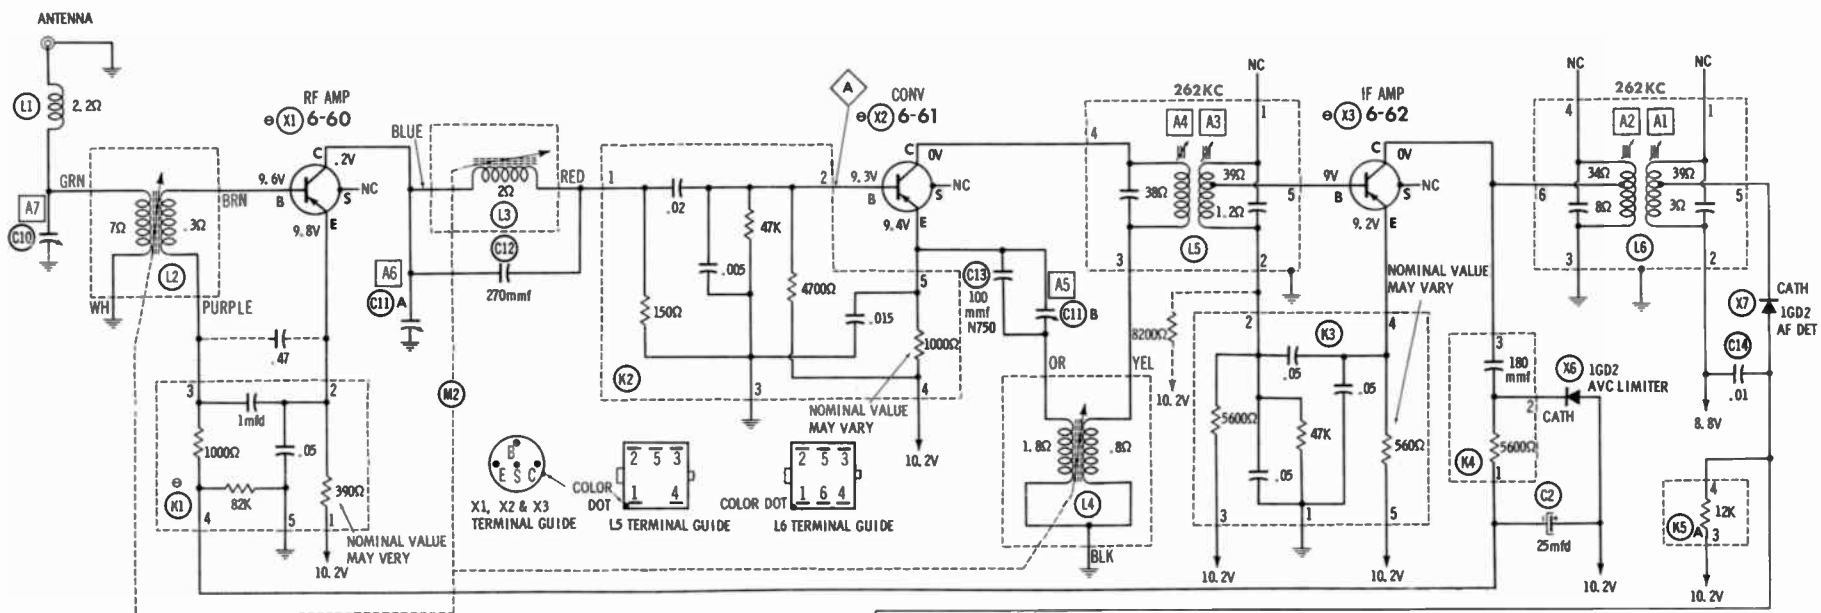 ANTENNA
L1
2.2Ω
A7
C10
GRN
7Ω
.3Ω
L2
WH
BRN
PURPLE
RF AMP
⊖ X1 6-60
C
.2V
9.6V
B
NC
S
E
9.8V
.47
3
2
1mfd
1000Ω
.05
⊖
K1
82K
390Ω
4
5
1
NOMINAL VALUE
MAY VERY
10.2V
BLUE
2Ω
L3
RED
C12
270mmf
A6
C11 A
M2
1
.02
2
47K
.005
150Ω
4700Ω
.015
K2
3
5
1000Ω
4
NOMINAL VALUE
MAY VARY
10.2V
A
CONV
⊖ X2 6-61
C
0V
9.3V
B
NC
S
E
9.4V
C13
100
mmf
N750
A5
C11 B
OR
YEL
1.8Ω
.8Ω
L4
BLK
B
E S C
COLOR
DOT
X1, X2 & X3
TERMINAL GUIDE
2 5 3
1 4
L5 TERMINAL GUIDE
COLOR DOT
2 5 3
1 6 4
L6 TERMINAL GUIDE
262KC
NC
4
A4
A3
1
38Ω
39Ω
1.2Ω
5
L5
3
2
8200Ω
10.2V
IF AMP
⊖ X3 6-62
C
0V
9V
B
NC
S
E
9.2V
NOMINAL VALUE
MAY VARY
2
K3
4
.05
.05
5600Ω
47K
560Ω
.05
3
1
5
10.2V
10.2V
NC
262KC
NC
4
A2
A1
1
34Ω
39Ω
8Ω
3Ω
6
5
L6
3
2
3
180
mmf
2
X6
1GD2
AVC LIMITER
CATH
K4
5600Ω
1
C2
25mfd
10.2V
X7
CATH
1GD2
AF DET
C14
.01
8.8V
4
K5
A
12K
3
10.2V